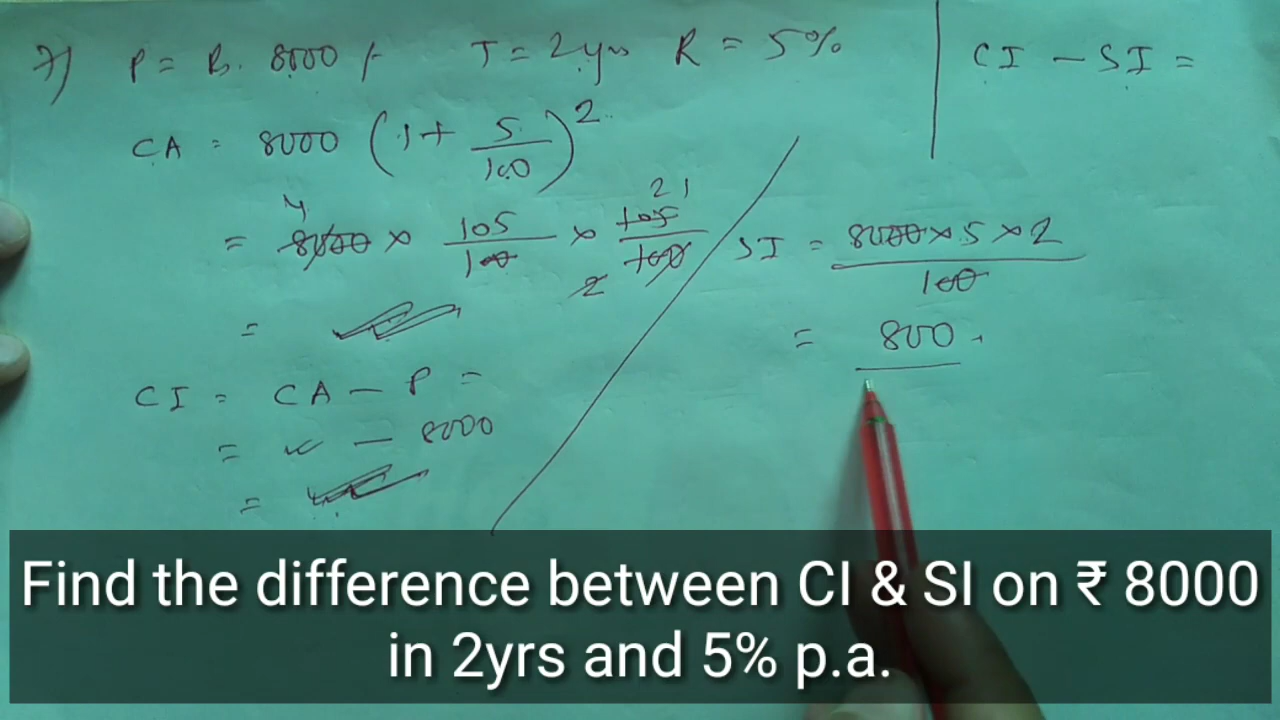 7) P = Rs. 8000/- T = 2yrs R = 5%
CI - SI =
CA = 8000 (1 + 5/100)²
= 8000 × 105/100 × 105/100
4 21 2
=
CI = CA - P =
= - 8000
=
SI = 8000 × 5 × 2 / 100
= 800.
Find the difference between CI & SI on ₹ 8000
in 2yrs and 5% p.a.